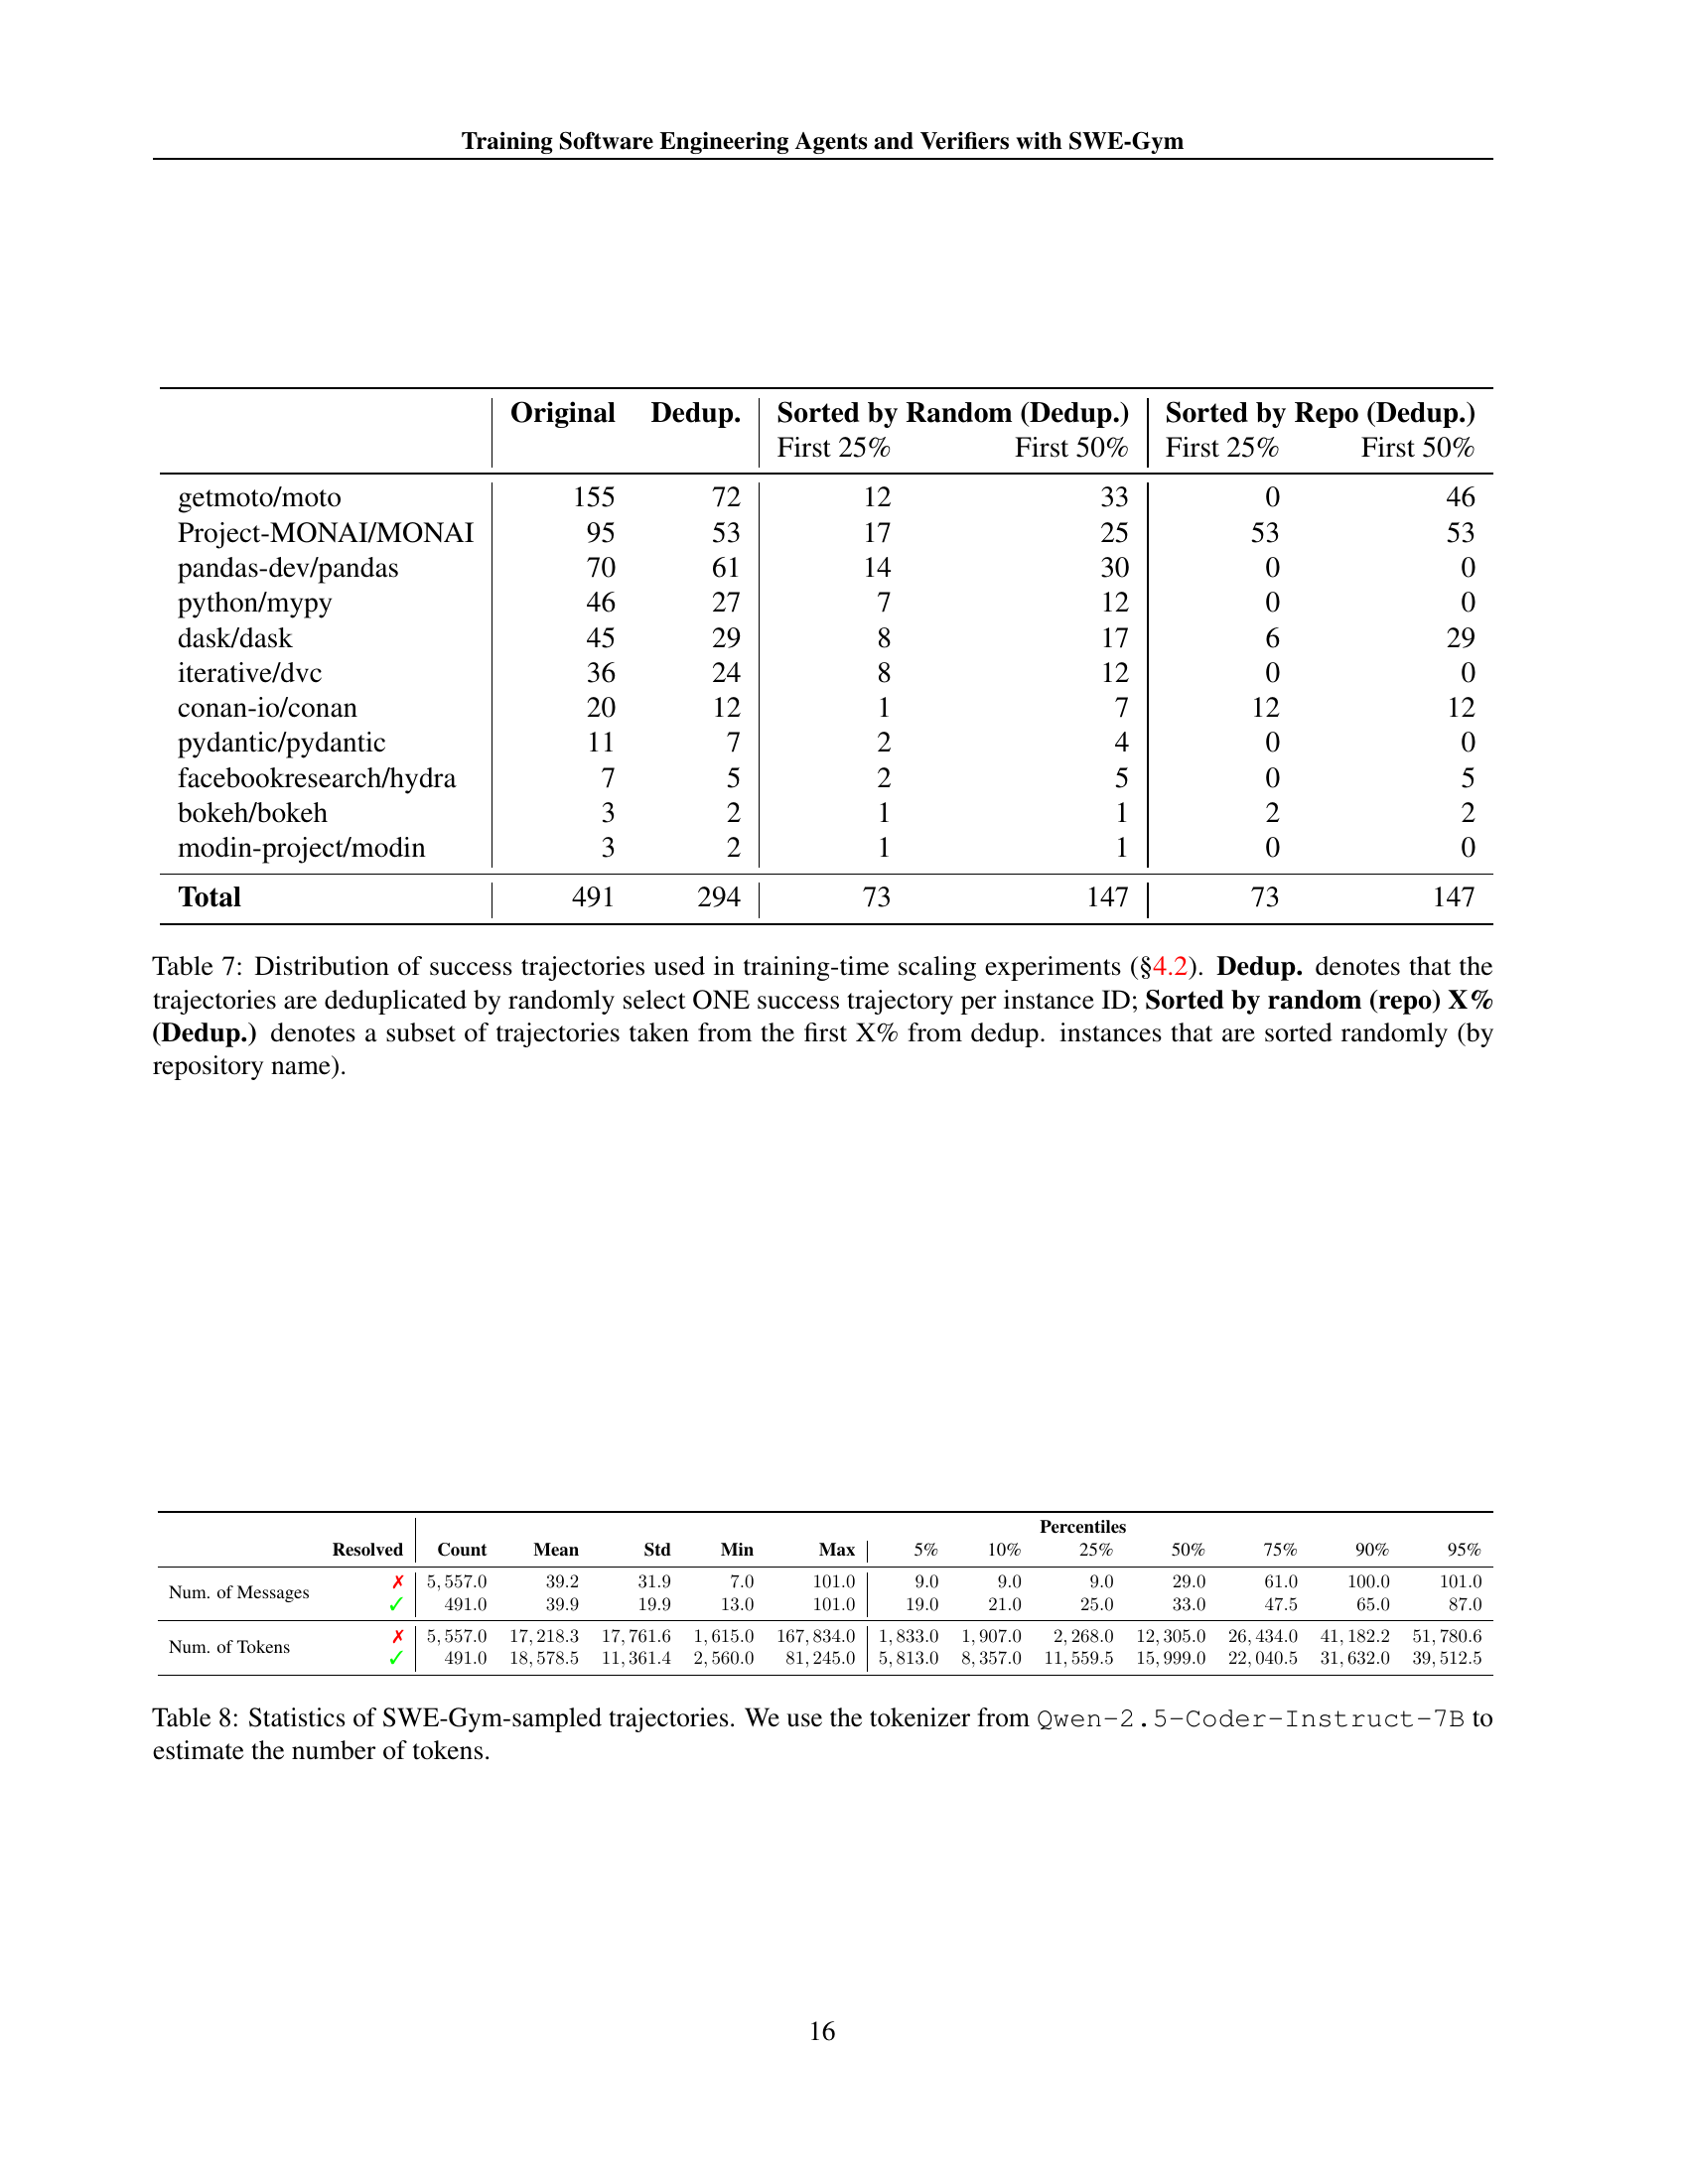 Training Software Engineering Agents and Verifiers with SWE-Gym
Original Dedup. Sorted by Random (Dedup.) Sorted by Repo (Dedup.)
First 25% First 50% First 25% First 50%
getmoto/moto 155 72 12 33 0 46
Project-MONAI/MONAI 95 53 17 25 53 53
pandas-dev/pandas 70 61 14 30 0 0
python/mypy 46 27 7 12 0 0
dask/dask 45 29 8 17 6 29
iterative/dvc 36 24 8 12 0 0
conan-io/conan 20 12 1 7 12 12
pydantic/pydantic 11 7 2 4 0 0
facebookresearch/hydra 7 5 2 5 0 5
bokeh/bokeh 3 2 1 1 2 2
modin-project/modin 3 2 1 1 0 0
Total 491 294 73 147 73 147
Table 7: Distribution of success trajectories used in training-time scaling experiments (§4.2). Dedup. denotes that the
trajectories are deduplicated by randomly select ONE success trajectory per instance ID; Sorted by random (repo) X%
(Dedup.) denotes a subset of trajectories taken from the first X% from dedup. instances that are sorted randomly (by
repository name).
Percentiles
Resolved Count Mean Std Min Max 5% 10% 25% 50% 75% 90% 95%
Num. of Messages
✗ 5,557.0 39.2 31.9 7.0 101.0 9.0 9.0 9.0 29.0 61.0 100.0 101.0
✓ 491.0 39.9 19.9 13.0 101.0 19.0 21.0 25.0 33.0 47.5 65.0 87.0
Num. of Tokens
✗ 5,557.0 17,218.3 17,761.6 1,615.0 167,834.0 1,833.0 1,907.0 2,268.0 12,305.0 26,434.0 41,182.2 51,780.6
✓ 491.0 18,578.5 11,361.4 2,560.0 81,245.0 5,813.0 8,357.0 11,559.5 15,999.0 22,040.5 31,632.0 39,512.5
Table 8: Statistics of SWE-Gym-sampled trajectories. We use the tokenizer from Qwen-2.5-Coder-Instruct-7B to
estimate the number of tokens.
16